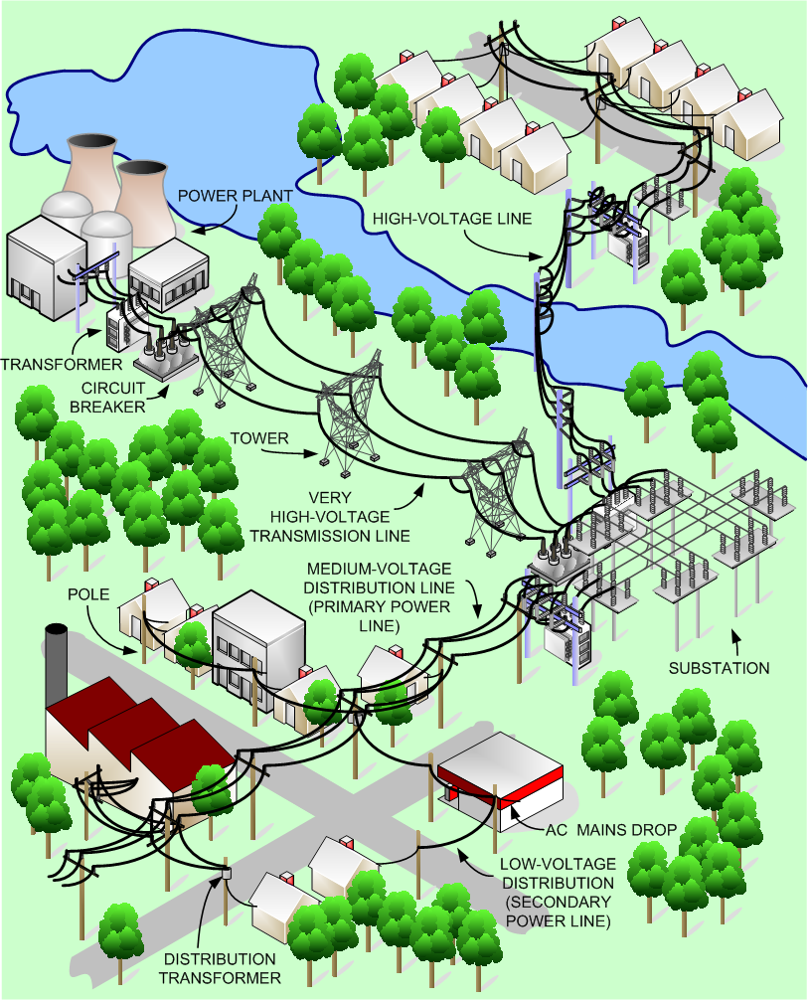 POWER PLANT
HIGH-VOLTAGE LINE
TRANSFORMER
CIRCUIT
BREAKER
TOWER
VERY
HIGH-VOLTAGE
TRANSMISSION LINE
MEDIUM-VOLTAGE
DISTRIBUTION LINE
(PRIMARY POWER
LINE)
POLE
SUBSTATION
AC MAINS DROP
LOW-VOLTAGE
DISTRIBUTION
(SECONDARY
POWER LINE)
DISTRIBUTION
TRANSFORMER